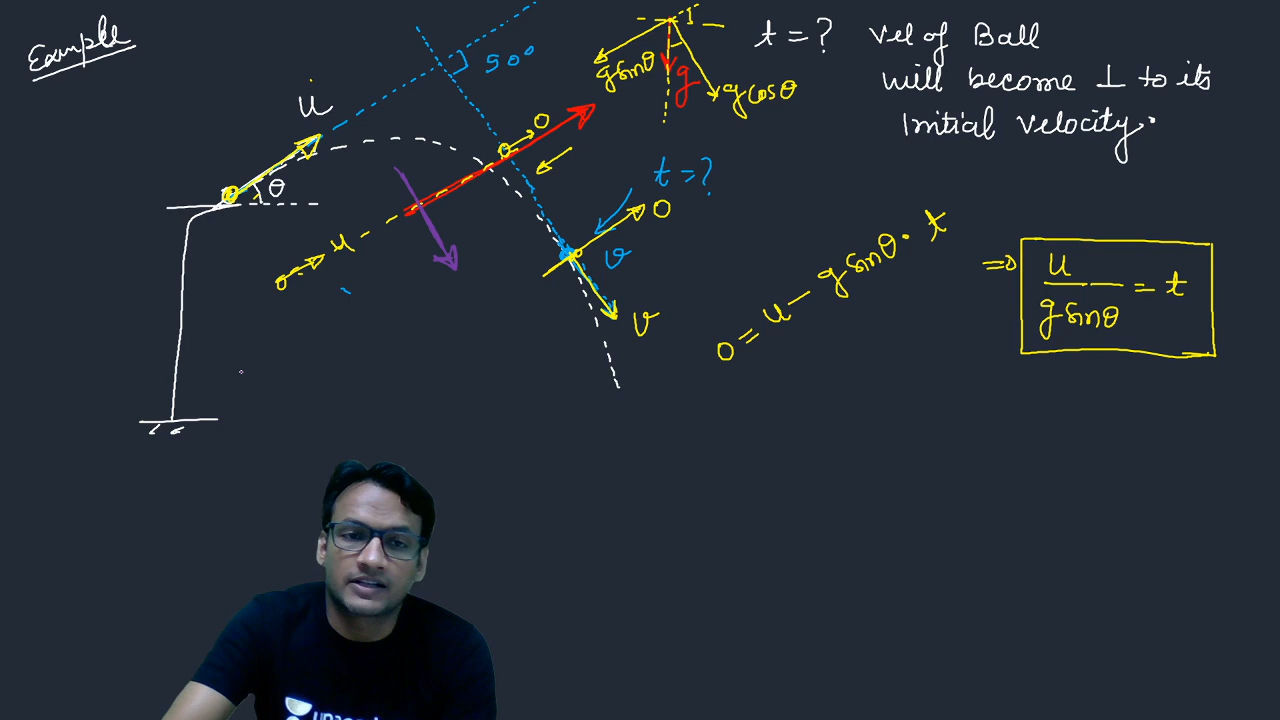 Example
u
θ
90°
g sinθ
g
g cosθ
t = ? Vel of Ball
will become ⊥ to its
Initial velocity.
u
0
t = ?
0
v
v
0 = u - g sinθ · t
⇒ u / g sinθ = t